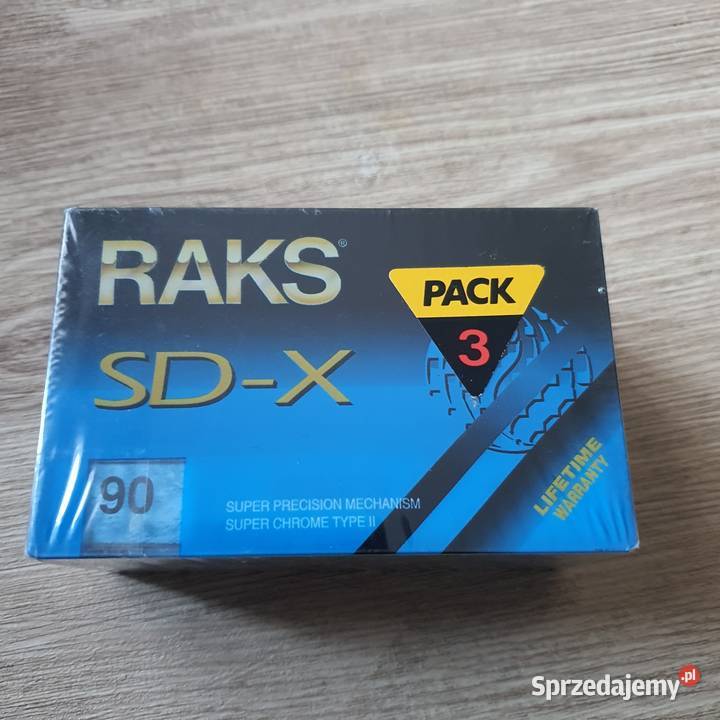 RAKS®
PACK
3
SD-X
90
SUPER PRECISION MECHANISM
SUPER CHROME TYPE II
LIFETIME
WARRANTY
Sprzedajemy.pl